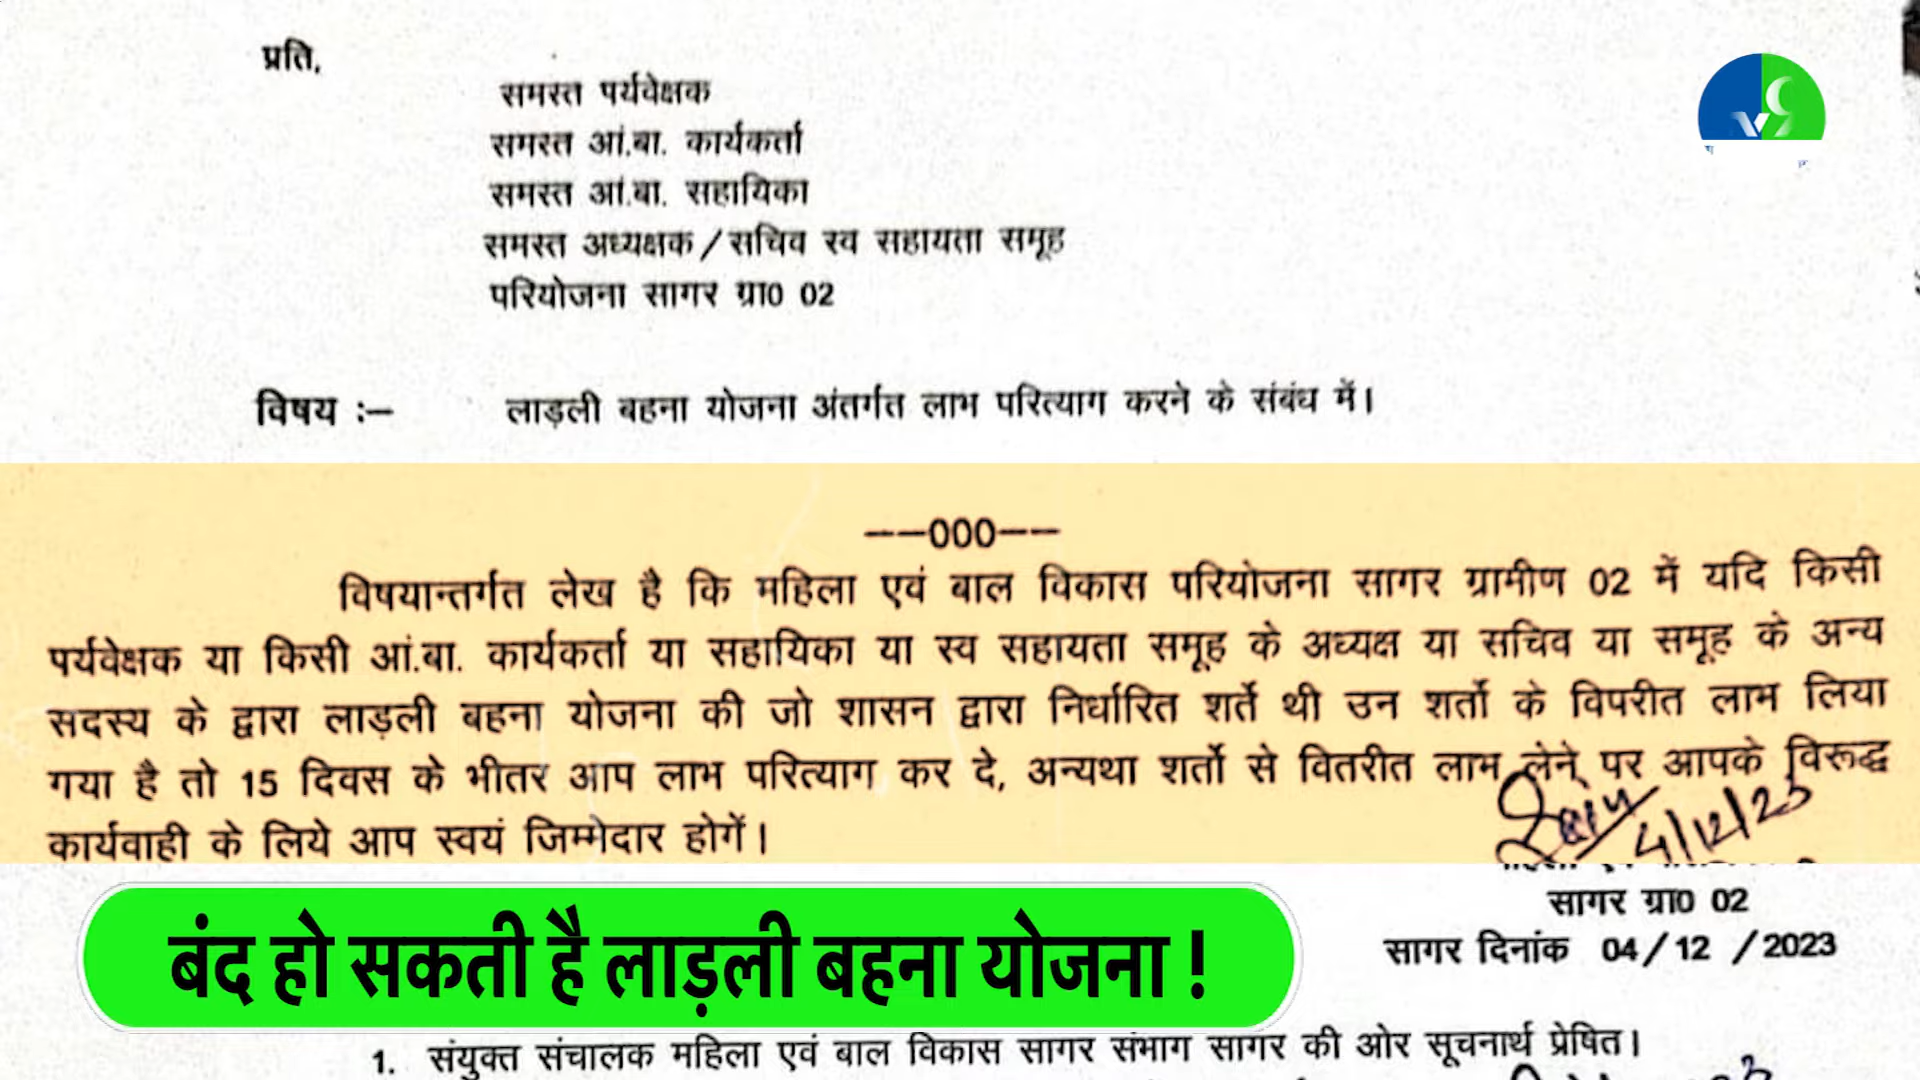 प्रति,
समस्त पर्यवेक्षक
समस्त आं.बा. कार्यकर्ता
समस्त आं.बा. सहायिका
समस्त अध्यक्षक/सचिव स्व सहायता समूह
परियोजना सागर ग्रा0 02
विषय :– लाड़ली बहना योजना अंतर्गत लाभ परित्याग करने के संबंध में।
––000––
विषयान्तर्गत लेख है कि महिला एवं बाल विकास परियोजना सागर ग्रामीण 02 में यदि किसी
पर्यवेक्षक या किसी आं.बा. कार्यकर्ता या सहायिका या स्व सहायता समूह के अध्यक्ष या सचिव या समूह के अन्य
सदस्य के द्वारा लाड़ली बहना योजना की जो शासन द्वारा निर्धारित शर्ते थी उन शर्तो के विपरीत लाभ लिया
गया है तो 15 दिवस के भीतर आप लाभ परित्याग कर दे, अन्यथा शर्तो से वितरीत लाभ लेने पर आपके विरूद्ध
कार्यवाही के लिये आप स्वयं जिम्मेदार होगें।
4/12/23
सागर ग्रा0 02
सागर दिनांक 04/12 /2023
बंद हो सकती है लाड़ली बहना योजना !
1. संयुक्त संचालक महिला एवं बाल विकास सागर संभाग सागर की ओर सूचनार्थ प्रेषित।